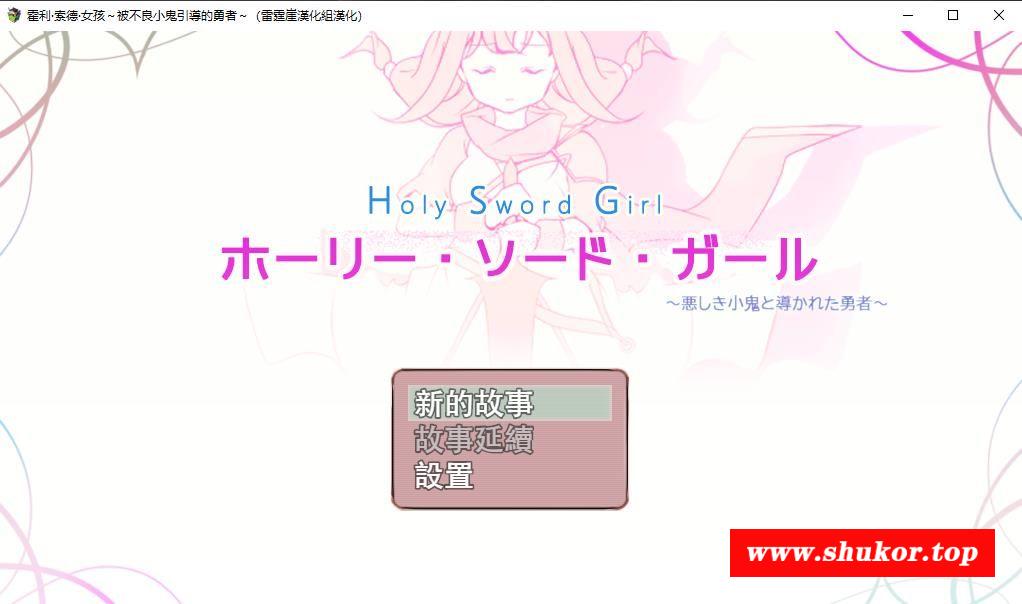 霍利·索德·女孩～被不良小鬼引導的勇者～（雷霆崖漢化組漢化）
Holy Sword Girl
ホーリー・ソード・ガール
～悪しき小鬼と導かれた勇者～
新的故事
故事延續
設置
www.shukor.top